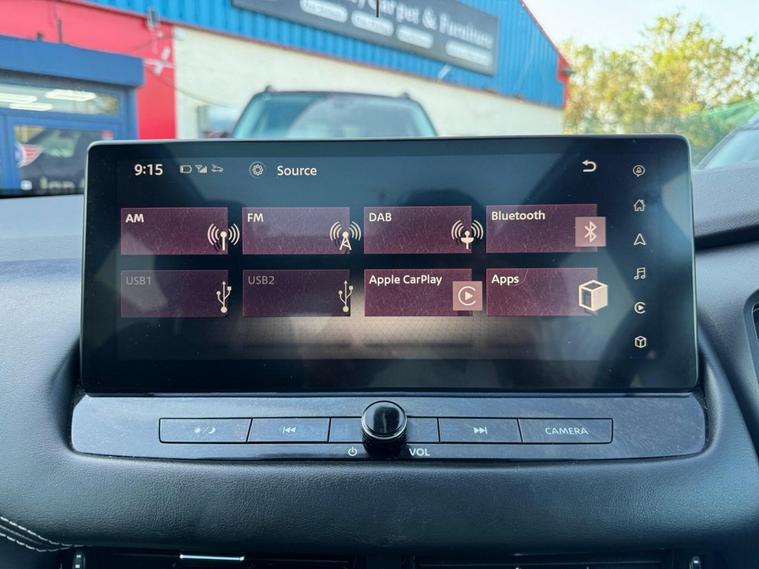 Carpet & Furniture
9:15 Source
AM FM DAB Bluetooth
USB1 USB2 Apple CarPlay Apps
CAMERA
VOL